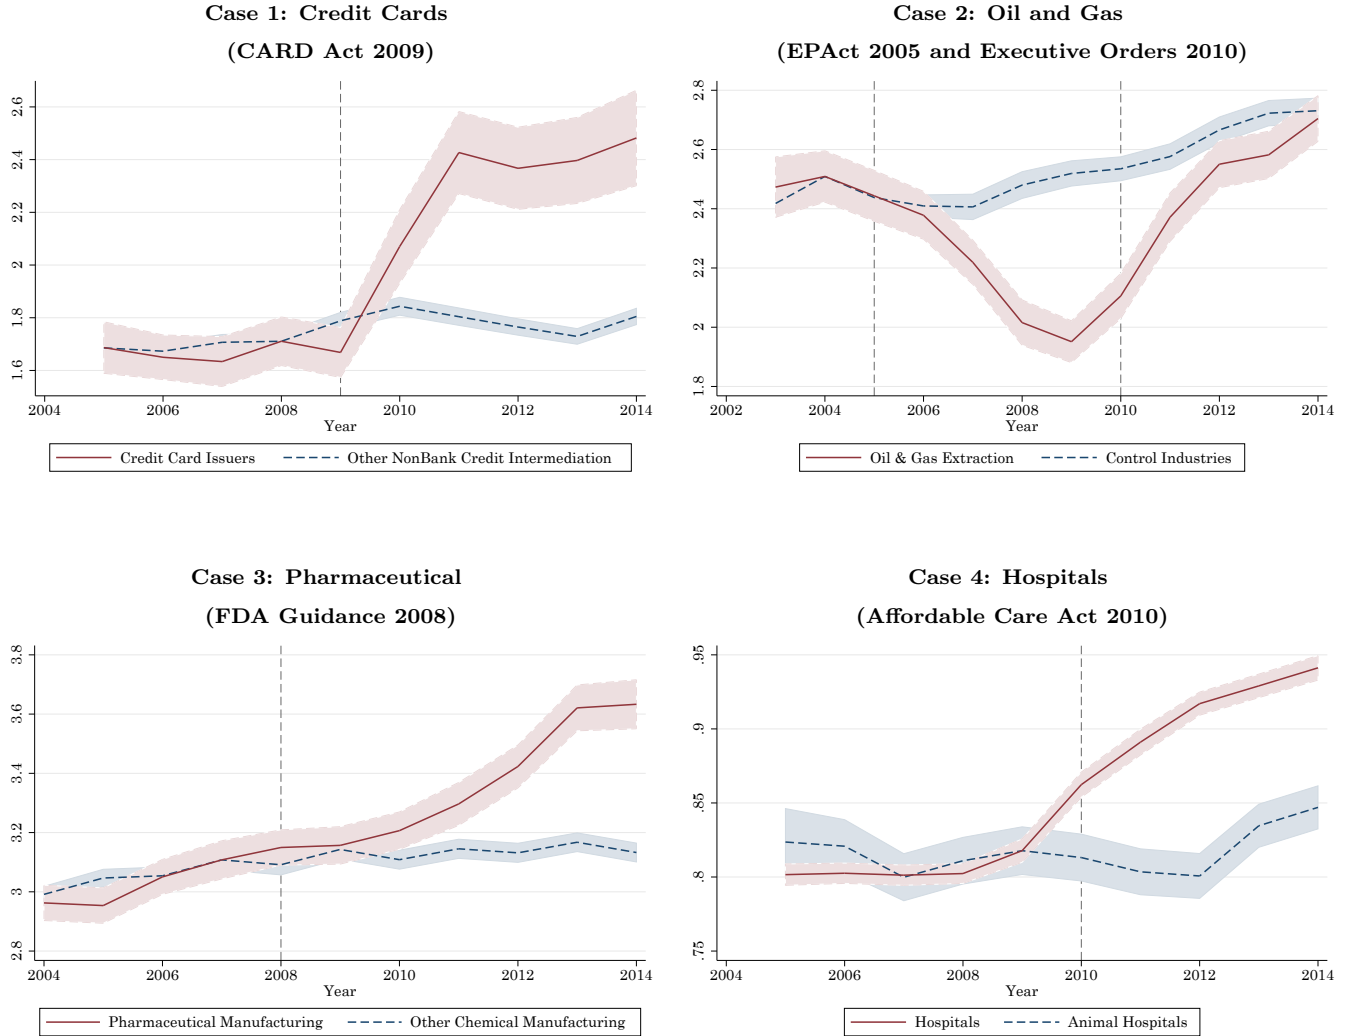 Case 1: Credit Cards
(CARD Act 2009)
2.6
2.4
2.2
2
1.8
1.6
2004 2006 2008 2010 2012 2014
Year
Credit Card Issuers Other NonBank Credit Intermediation
Case 2: Oil and Gas
(EPAct 2005 and Executive Orders 2010)
2.8
2.6
2.4
2.2
2
1.8
2002 2004 2006 2008 2010 2012 2014
Year
Oil & Gas Extraction Control Industries
Case 3: Pharmaceutical
(FDA Guidance 2008)
3.8
3.6
3.4
3.2
3
2.8
2004 2006 2008 2010 2012 2014
Year
Pharmaceutical Manufacturing Other Chemical Manufacturing
Case 4: Hospitals
(Affordable Care Act 2010)
.95
.9
.85
.8
.75
2004 2006 2008 2010 2012 2014
Year
Hospitals Animal Hospitals